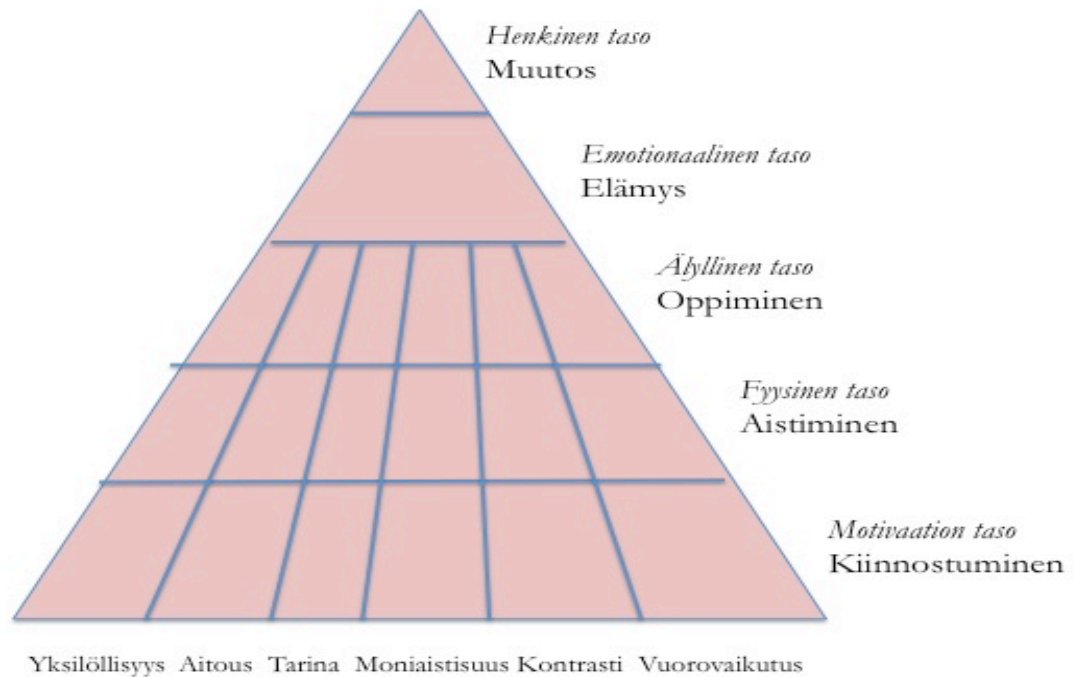 Henkinen taso
Muutos
Emotionaalinen taso
Elämys
Älyllinen taso
Oppiminen
Fyysinen taso
Aistiminen
Motivaation taso
Kiinnostuminen
Yksilöllisyys Aitous Tarina Moniaistisuus Kontrasti Vuorovaikutus